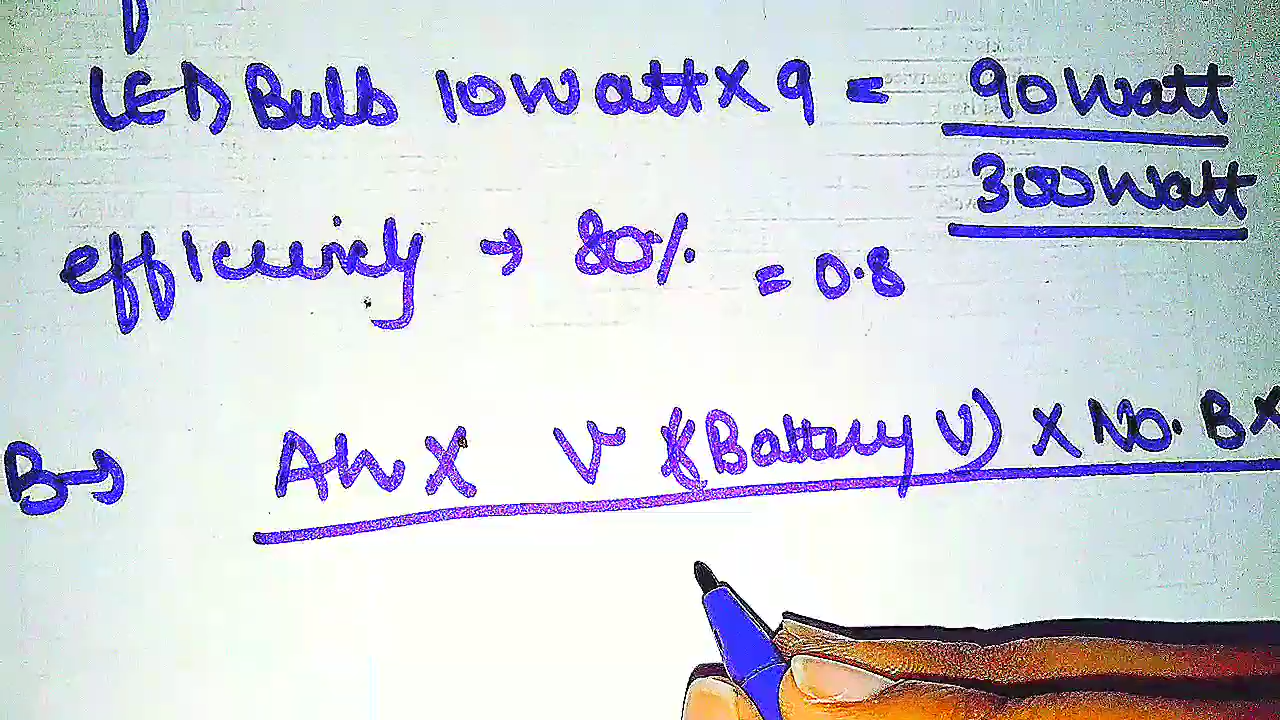 LED Bulb 10Watt X 9 = 90Watt
300Watt
efficiency → 80% = 0.8
B→ AH X V (Battery V) X No. B X